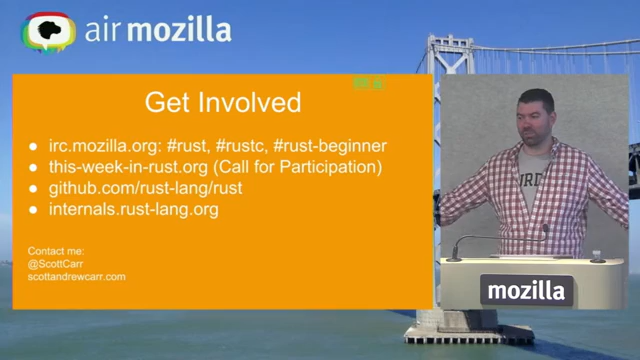 air mozilla
Get Involved
irc.mozilla.org: #rust, #rustc, #rust-beginner
this-week-in-rust.org (Call for Participation)
github.com/rust-lang/rust
internals.rust-lang.org
Contact me:
@ScottCarr
scottandrewcarr.com
mozilla